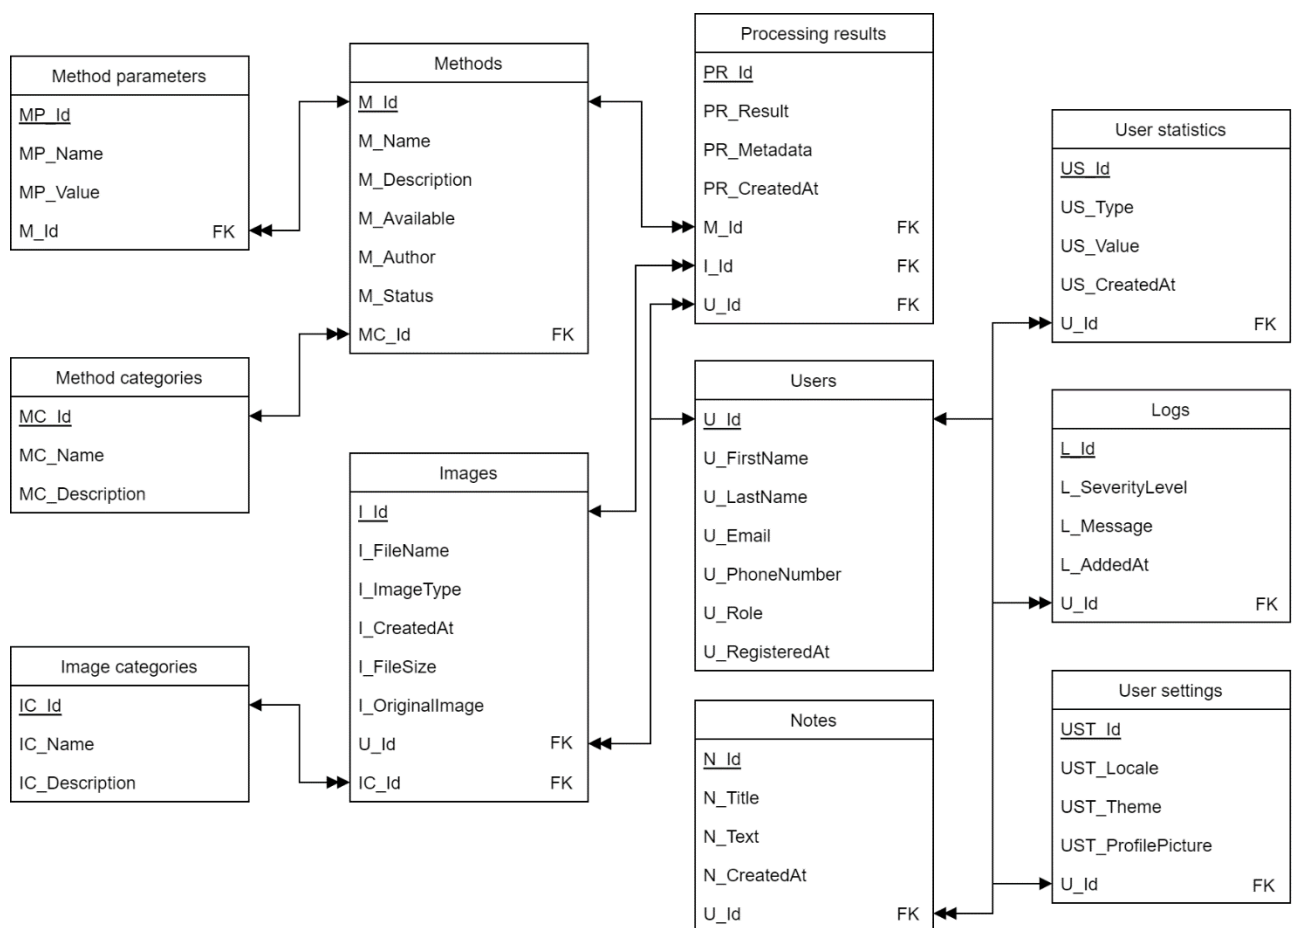 Method parameters
MP_Id
MP_Name
MP_Value
M_Id FK
Method categories
MC_Id
MC_Name
MC_Description
Image categories
IC_Id
IC_Name
IC_Description
Methods
M_Id
M_Name
M_Description
M_Available
M_Author
M_Status
MC_Id FK
Images
I_Id
I_FileName
I_ImageType
I_CreatedAt
I_FileSize
I_OriginalImage
U_Id FK
IC_Id FK
Processing results
PR_Id
PR_Result
PR_Metadata
PR_CreatedAt
M_Id FK
I_Id FK
U_Id FK
Users
U_Id
U_FirstName
U_LastName
U_Email
U_PhoneNumber
U_Role
U_RegisteredAt
Notes
N_Id
N_Title
N_Text
N_CreatedAt
U_Id FK
User statistics
US_Id
US_Type
US_Value
US_CreatedAt
U_Id FK
Logs
L_Id
L_SeverityLevel
L_Message
L_AddedAt
U_Id FK
User settings
UST_Id
UST_Locale
UST_Theme
UST_ProfilePicture
U_Id FK